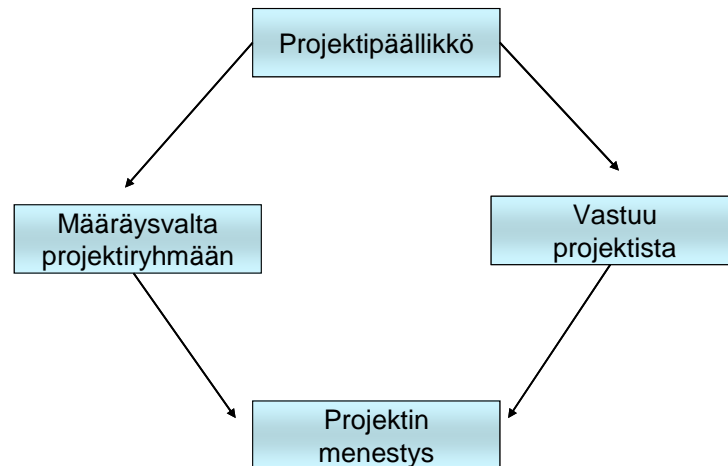 Projektipäällikkö
Määräysvalta
projektiryhmään
Vastuu
projektista
Projektin
menestys